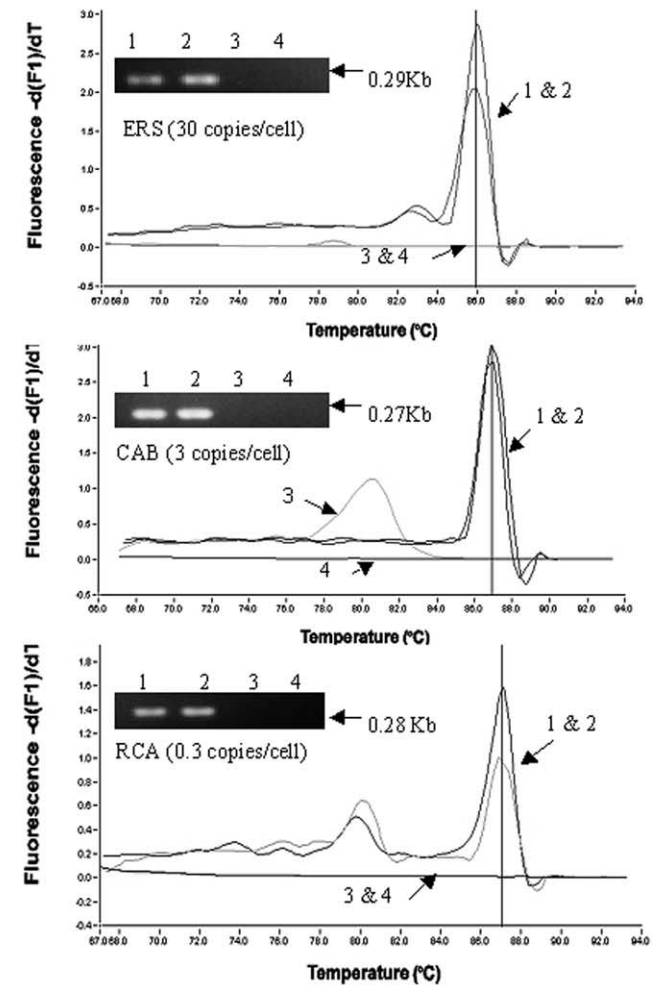 Fluorescence -d(F1)/dT
3.0
2.5
2.0
1.5
1.0
0.5
0.0
-0.5
1 2 3 4
0.29Kb
ERS (30 copies/cell)
1 & 2
3 & 4
67.0 68.0 70.0 72.0 74.0 76.0 78.0 80.0 82.0 84.0 86.0 88.0 90.0 92.0 94.0
Temperature (°C)
Fluorescence -d(F1)/dT
3.0
2.5
2.0
1.5
1.0
0.5
0.0
-0.5
1 2 3 4
0.27Kb
CAB (3 copies/cell)
1 & 2
3
4
66.0 68.0 70.0 72.0 74.0 76.0 78.0 80.0 82.0 84.0 86.0 88.0 90.0 92.0 94.0
Temperature (°C)
Fluorescence -d(F1)/dT
1.8
1.6
1.4
1.2
1.0
0.8
0.6
0.4
0.2
0.0
-0.2
-0.4
1 2 3 4
0.28 Kb
RCA (0.3 copies/cell)
1 & 2
3 & 4
67.0 68.0 70.0 72.0 74.0 76.0 78.0 80.0 82.0 84.0 86.0 88.0 90.0 92.0 94.0
Temperature (°C)